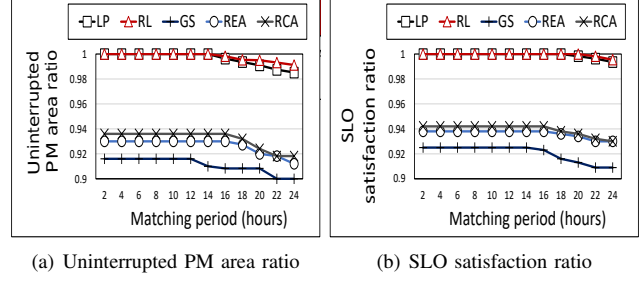 LP RL GS REA RCA
Uninterrupted
PM area ratio
1
0.98
0.96
0.94
0.92
0.9
2 4 6 8 10 12 14 16 18 20 22 24
Matching period (hours)
(a) Uninterrupted PM area ratio
LP RL GS REA RCA
SLO
satisfaction ratio
1
0.98
0.96
0.94
0.92
0.9
2 4 6 8 10 12 14 16 18 20 22 24
Matching period (hours)
(b) SLO satisfaction ratio